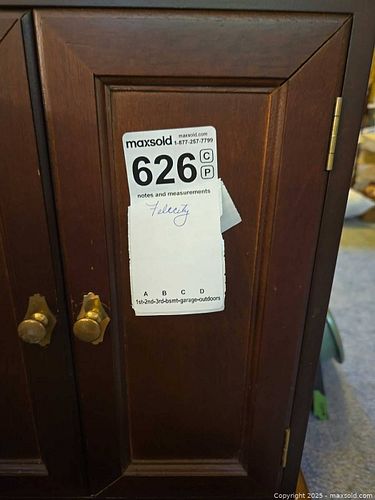 maxsold maxsold.com
1-877-257-7799
626 C
P
notes and measurements
Felicity
A B C D
1st-2nd-3rd-bsmt-garage-outdoors
Copyright 2025 - maxsold.com